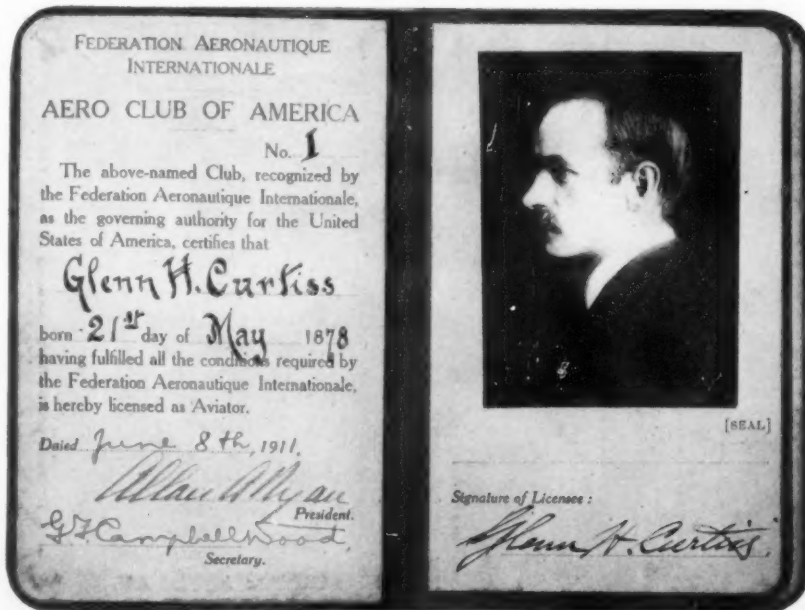 FEDERATION AERONAUTIQUE
INTERNATIONALE
AERO CLUB OF AMERICA
No. 1
The above-named Club, recognized by
the Federation Aeronautique Internationale,
as the governing authority for the United
States of America, certifies that
Glenn H. Curtiss
born 21st day of May 1878
having fulfilled all the conditions required by
the Federation Aeronautique Internationale,
is hereby licensed as Aviator.
Dated June 8th, 1911.
Allan A Ryan
President.
G F Campbell Wood
Secretary.
[SEAL]
Signature of Licensee:
Glenn H. Curtiss.